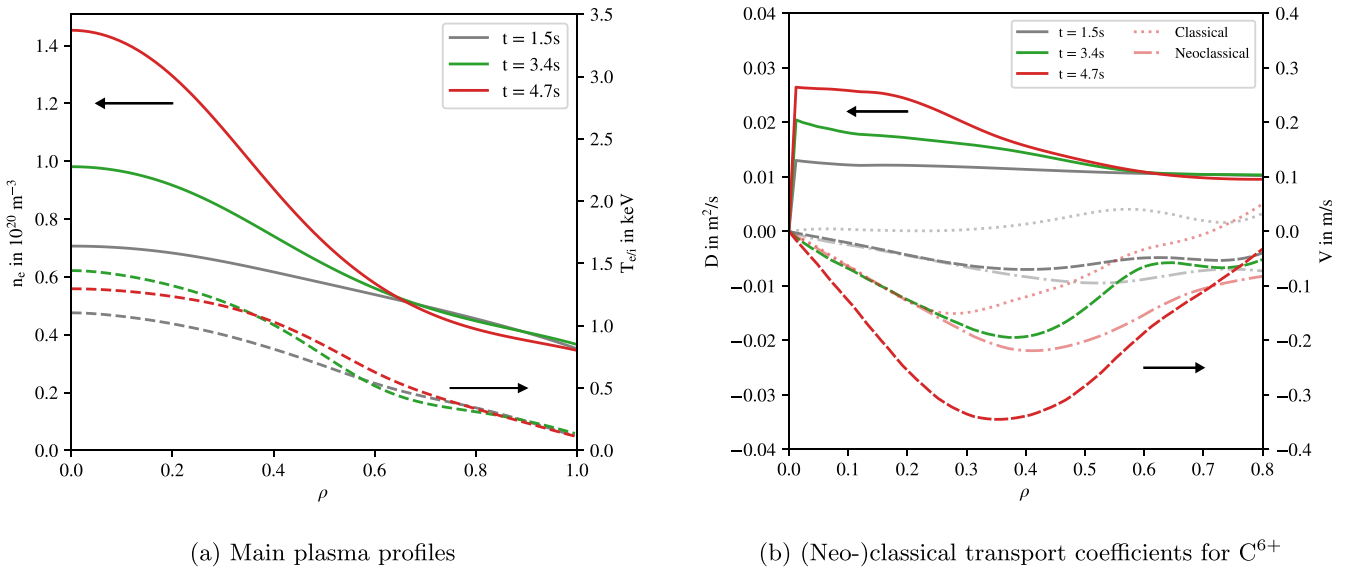 n_e in 10^20 m^−3
1.4
1.2
1.0
0.8
0.6
0.4
0.2
0.0
0.0 0.2 0.4 0.6 0.8 1.0
ρ
t = 1.5s
t = 3.4s
t = 4.7s
3.5
3.0
2.5
2.0
1.5
1.0
0.5
0.0
T_e/i in keV
(a) Main plasma profiles
D in m²/s
0.04
0.03
0.02
0.01
0.00
−0.01
−0.02
−0.03
−0.04
0.0 0.1 0.2 0.3 0.4 0.5 0.6 0.7 0.8
ρ
t = 1.5s
t = 3.4s
t = 4.7s
Classical
Neoclassical
0.4
0.3
0.2
0.1
0.0
−0.1
−0.2
−0.3
−0.4
V in m/s
(b) (Neo-)classical transport coefficients for C^6+